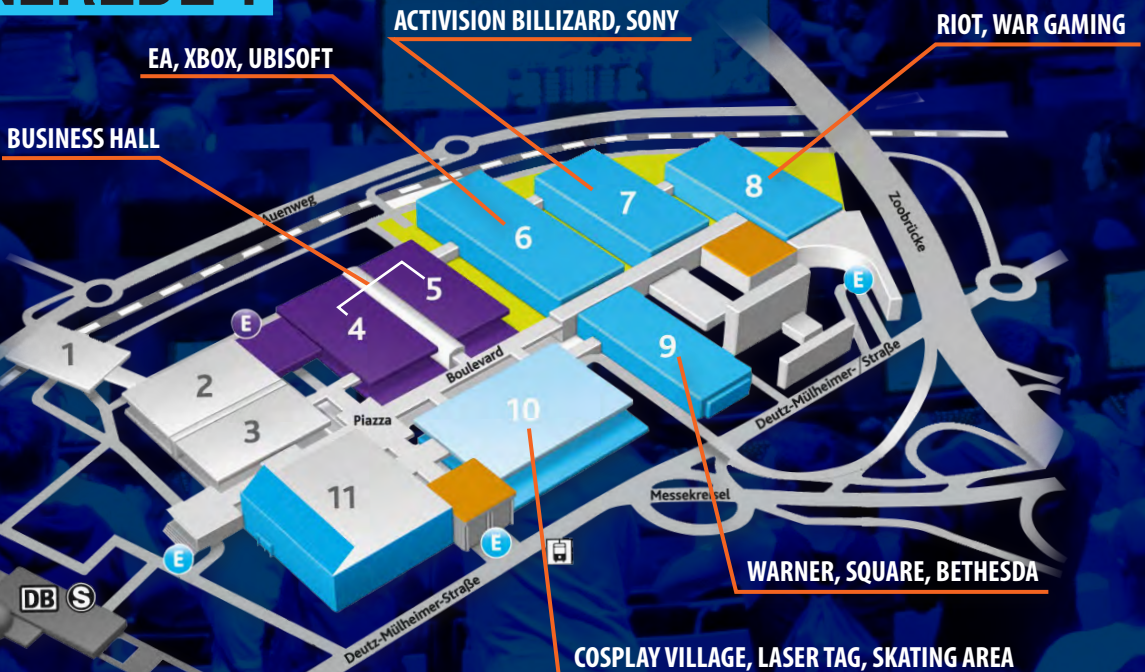 ACTIVISION BILLIZARD, SONY
RIOT, WAR GAMING
EA, XBOX, UBISOFT
BUSINESS HALL
Auenweg
Zoobrücke
8
7
6
5
4
E
E
1
2
3
9
Boulevard
Piazza
10
Deutz-Mülheimer-Straße
11
Messekreisel
E
E
WARNER, SQUARE, BETHESDA
DB S
Deutz-Mülheimer-Straße
COSPLAY VILLAGE, LASER TAG, SKATING AREA